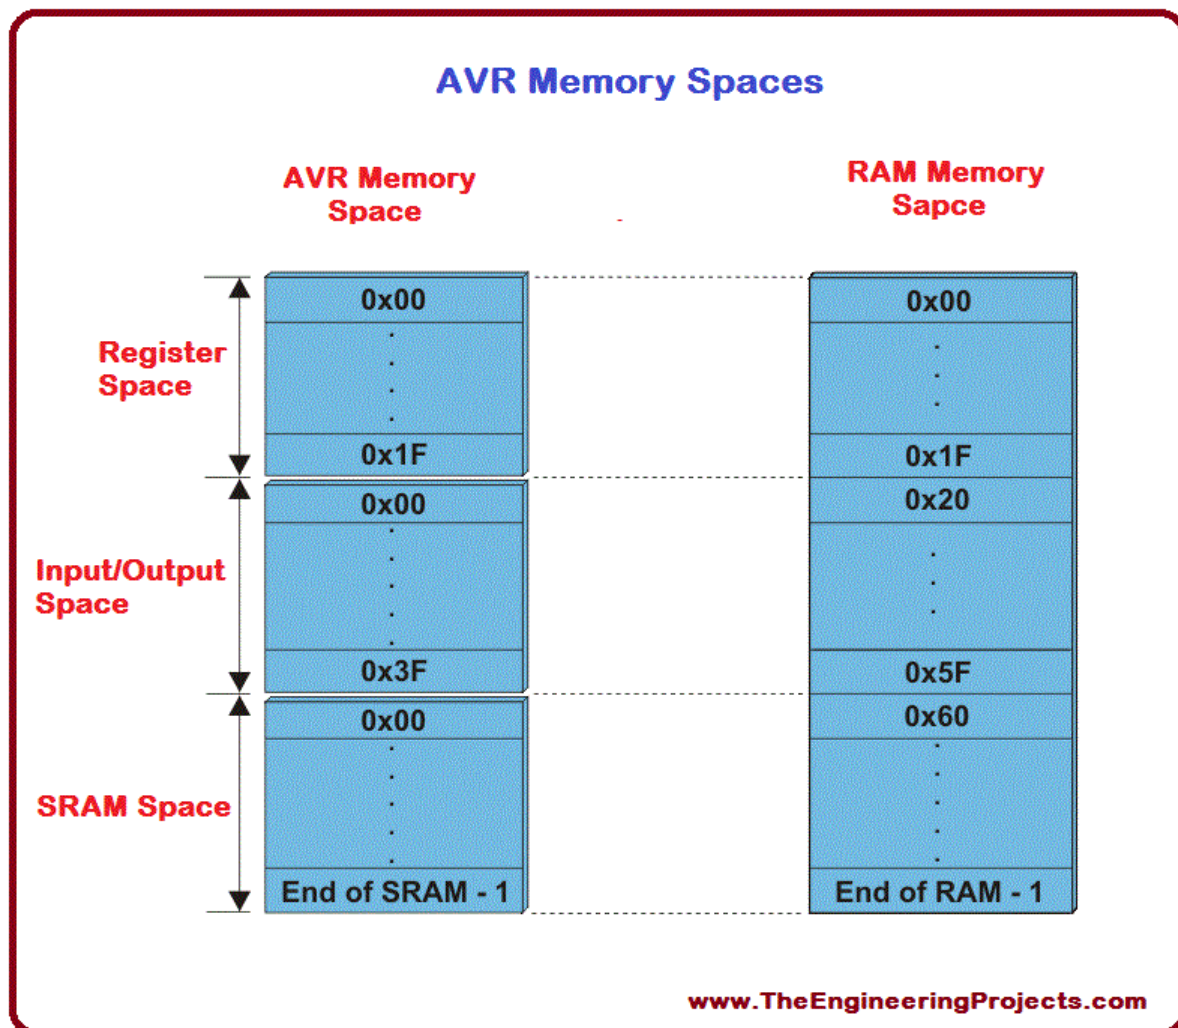 AVR Memory Spaces
AVR Memory
Space
RAM Memory
Sapce
Register
Space
Input/Output
Space
SRAM Space
0x00
0x1F
0x00
0x3F
0x00
End of SRAM - 1
0x00
0x1F
0x20
0x5F
0x60
End of RAM - 1
www.TheEngineeringProjects.com